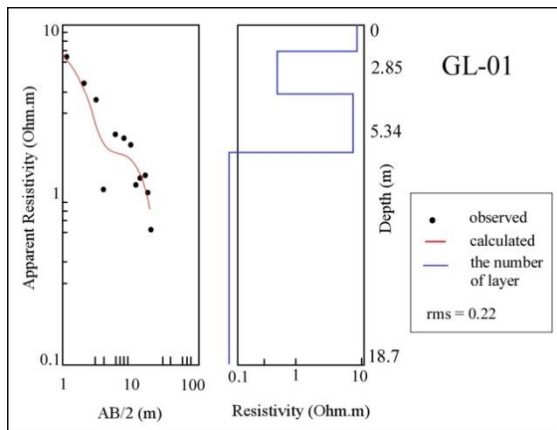 GL-01
10
1
0.1
Apparent Resistivity (Ohm.m)
1
10
100
AB/2 (m)
0
2.85
5.34
18.7
Depth (m)
0.1
1
10
Resistivity (Ohm.m)
observed
calculated
the number
of layer
rms = 0.22